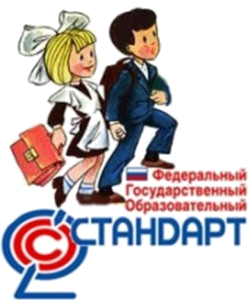 Федеральный
Государственный
Образовательный
СТАНДАРТ